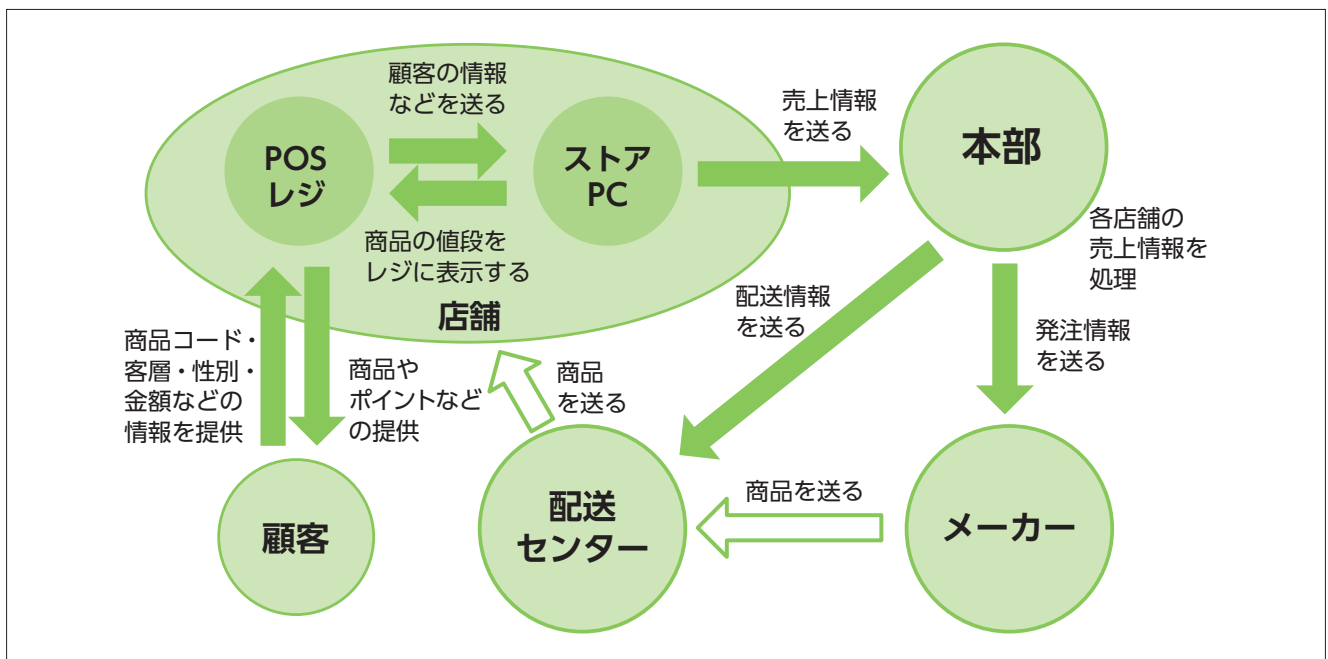 顧客の情報
などを送る
POS
レジ
ストア
PC
商品の値段を
レジに表示する
店舗
売上情報
を送る
本部
各店舗の
売上情報を
処理
配送情報
を送る
発注情報
を送る
商品コード・
客層・性別・
金額などの
情報を提供
商品や
ポイントなど
の提供
商品
を送る
顧客
配送
センター
商品を送る
メーカー